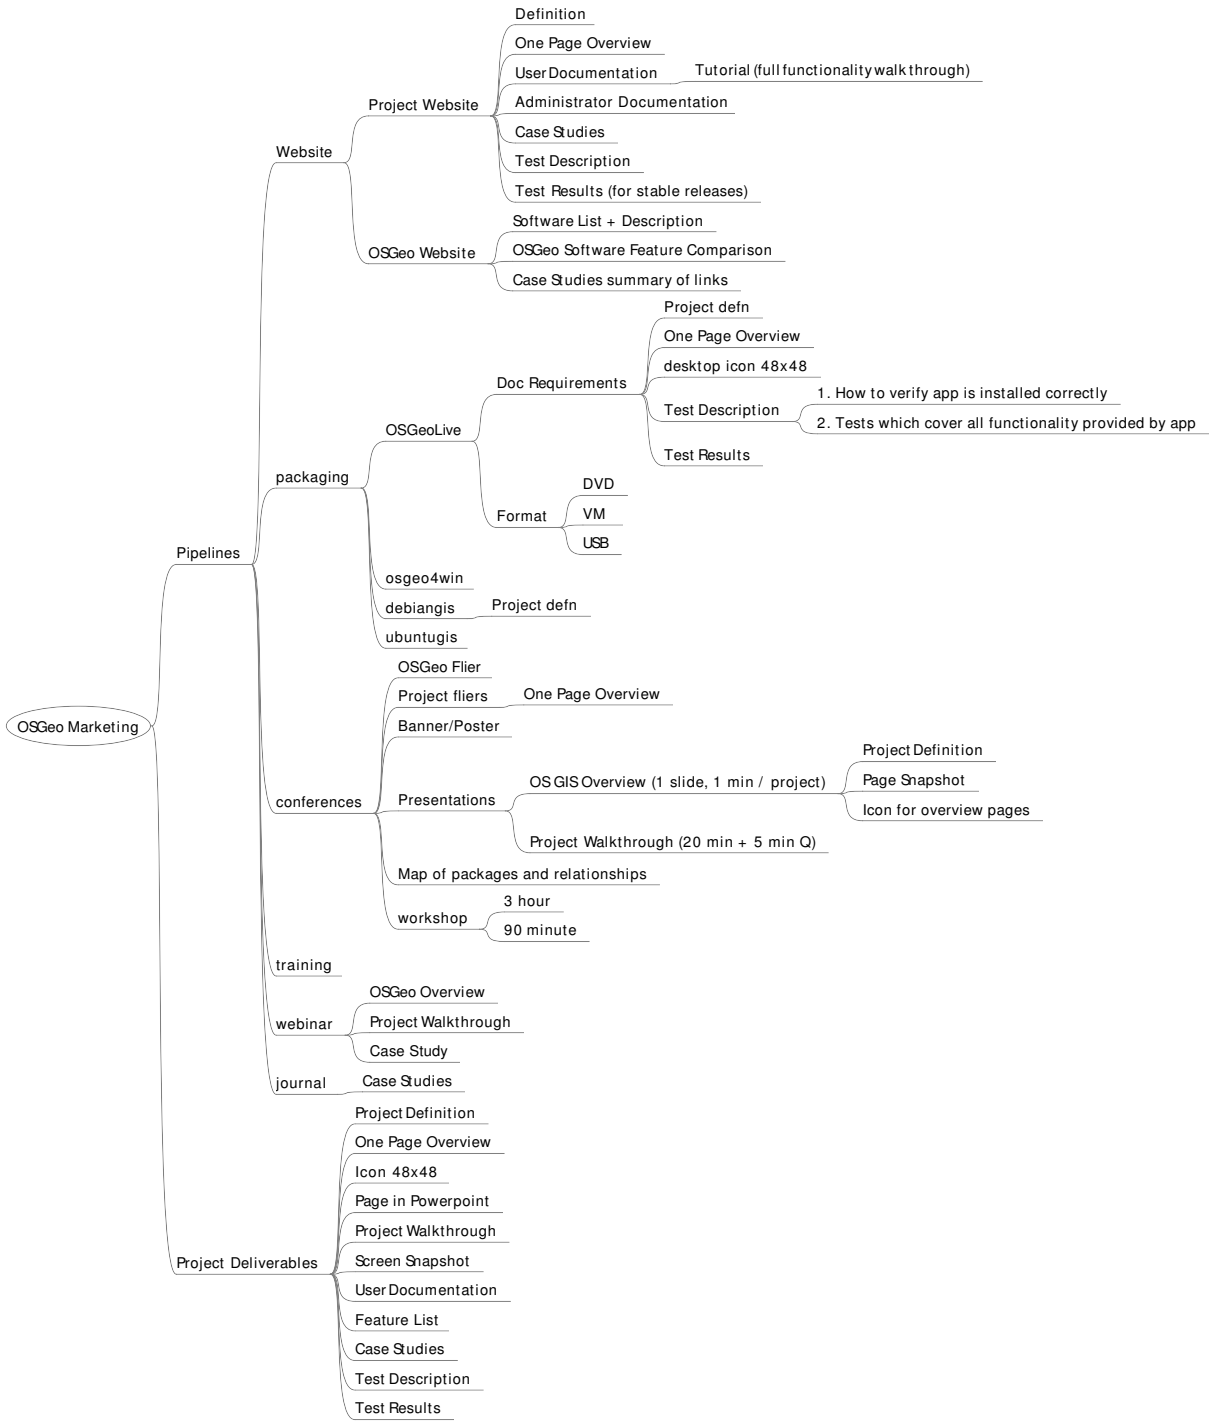 Definition
One Page Overview
User Documentation
Tutorial (full functionality walk through)
Project Website
Administrator Documentation
Case Studies
Website
Test Description
Test Results (for stable releases)
Software List + Description
OSGeo Website
OSGeo Software Feature Comparison
Case Studies summary of links
Project defn
One Page Overview
desktop icon 48x48
Doc Requirements
1. How to verify app is installed correctly
Test Description
2. Tests which cover all functionality provided by app
OSGeoLive
Test Results
packaging
DVD
Format
VM
USB
Pipelines
osgeo4win
debiangis
Project defn
ubuntugis
OSGeo Flier
Project fliers
One Page Overview
OSGeo Marketing
Banner/Poster
Project Definition
OS GIS Overview (1 slide, 1 min / project)
Page Snapshot
conferences
Presentations
Icon for overview pages
Project Walkthrough (20 min + 5 min Q)
Map of packages and relationships
3 hour
workshop
90 minute
training
OSGeo Overview
webinar
Project Walkthrough
Case Study
journal
Case Studies
Project Definition
One Page Overview
Icon 48x48
Page in Powerpoint
Project Walkthrough
Project Deliverables
Screen Snapshot
User Documentation
Feature List
Case Studies
Test Description
Test Results